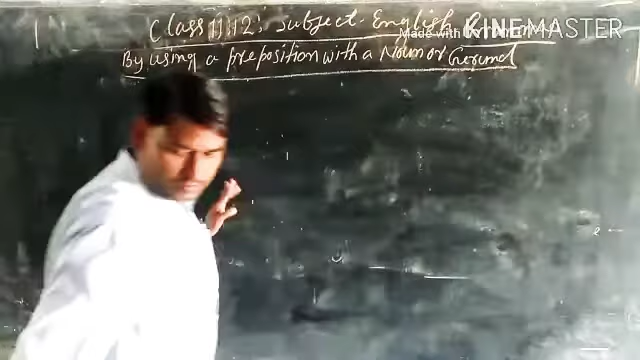 Class 11,12; Subject-English
Made with KINEMASTER
By using a preposition with a Noun or Gerund